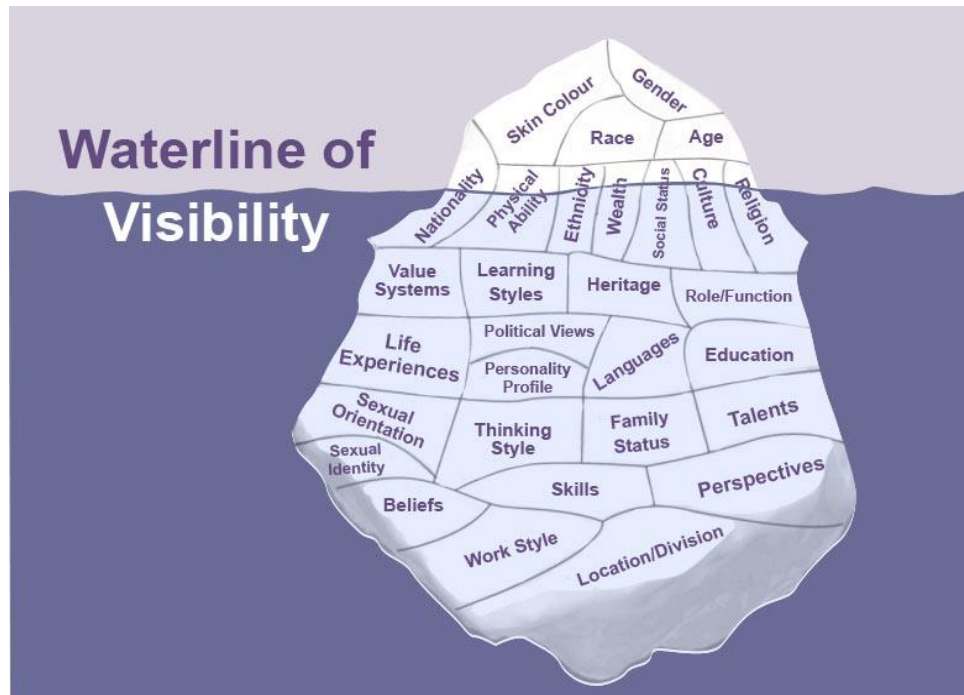 Waterline of
Visibility
Skin Colour
Gender
Race
Age
Nationality
Physical
Ability
Ethnicity
Wealth
Social Status
Culture
Religion
Value
Systems
Learning
Styles
Heritage
Role/Function
Life
Experiences
Political Views
Personality
Profile
Languages
Education
Sexual
Orientation
Sexual
Identity
Thinking
Style
Family
Status
Talents
Beliefs
Skills
Perspectives
Work Style
Location/Division